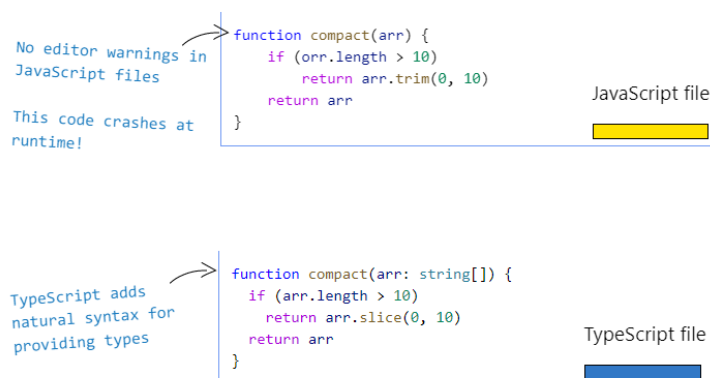 function compact(arr) {
No editor warnings in
JavaScript files
if (orr.length > 10)
return arr.trim(0, 10)
return arr
}
This code crashes at
runtime!
JavaScript file
function compact(arr: string[]) {
TypeScript adds
natural syntax for
providing types
if (arr.length > 10)
return arr.slice(0, 10)
return arr
}
TypeScript file